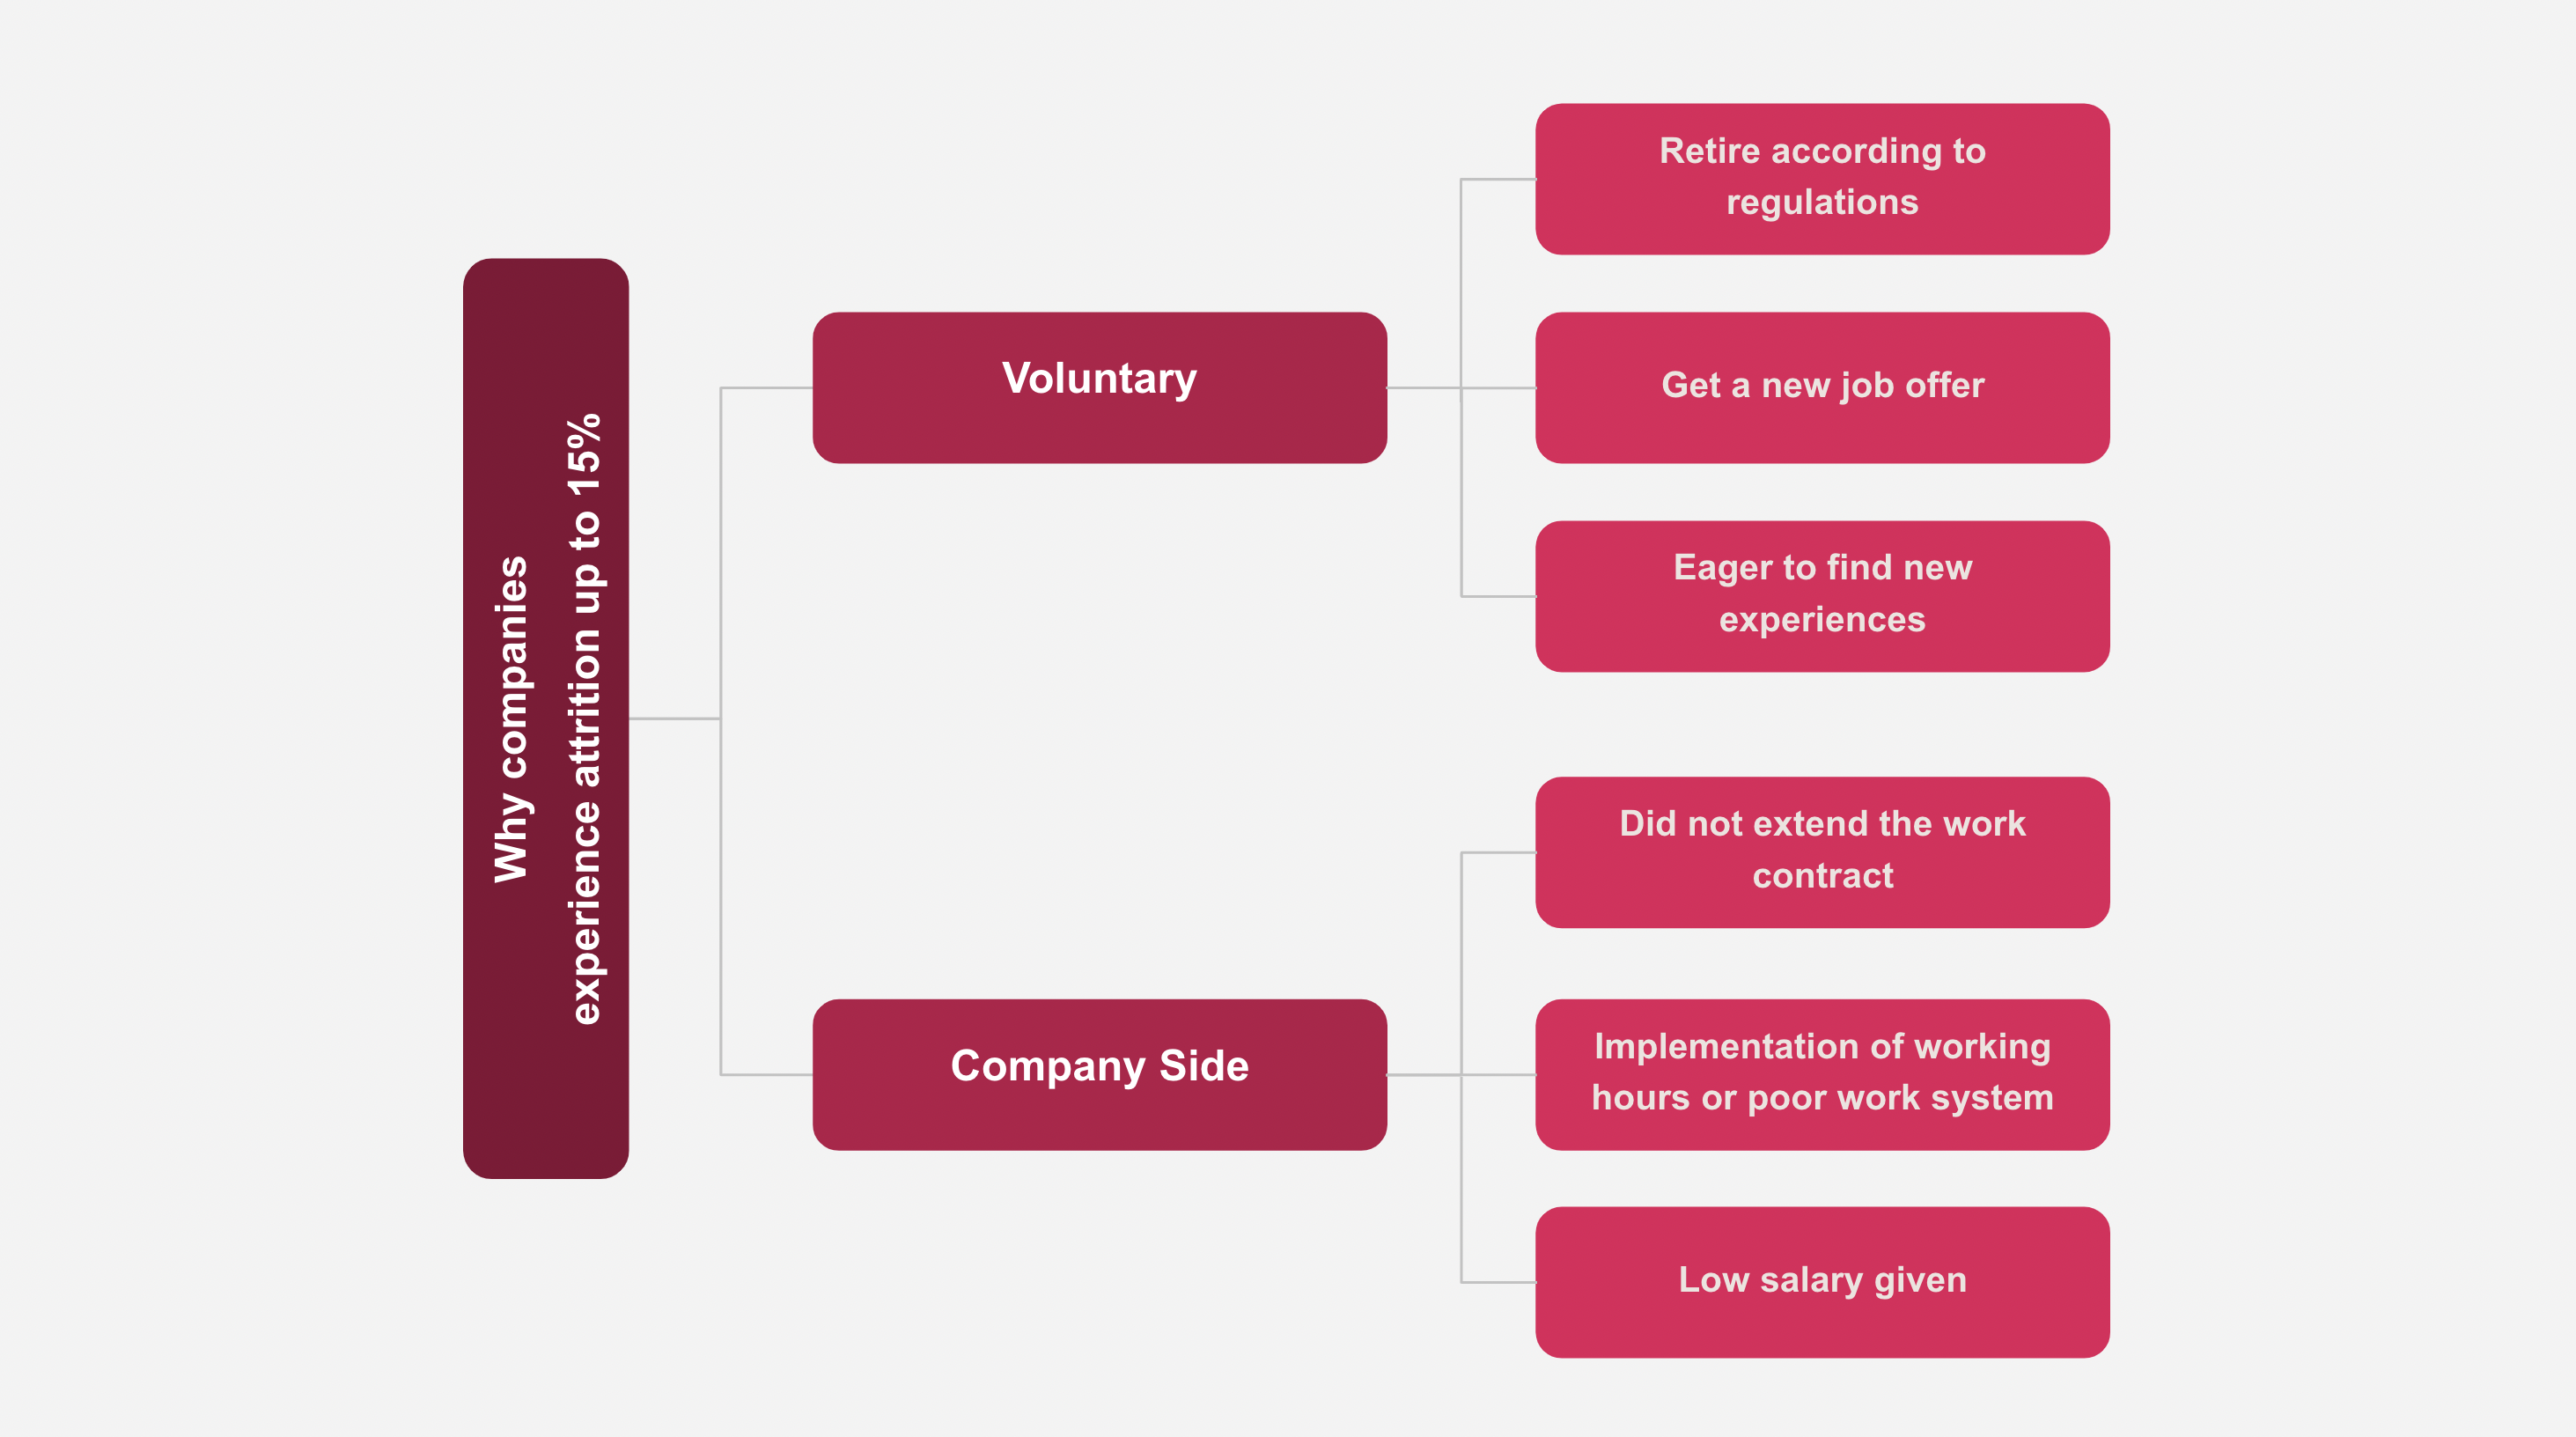 Why companies
experience attrition up to 15%
Voluntary
Retire according to
regulations
Get a new job offer
Eager to find new
experiences
Company Side
Did not extend the work
contract
Implementation of working
hours or poor work system
Low salary given